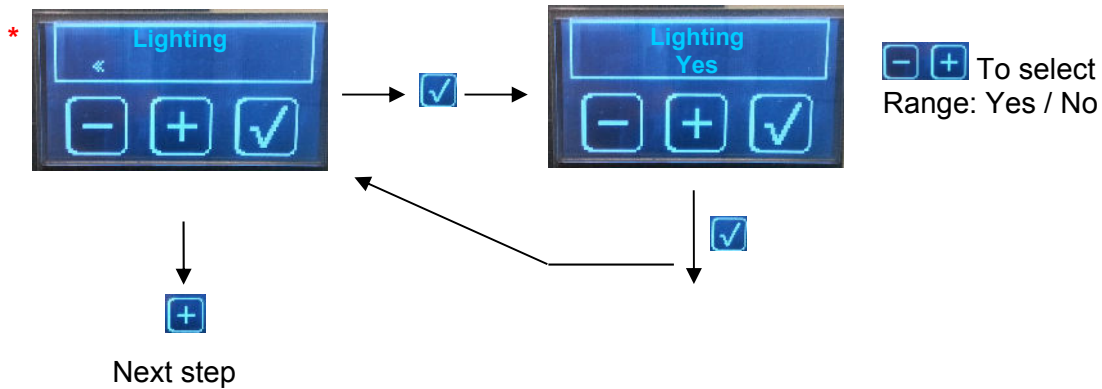 *
Lighting
«
- + √
√
Lighting
Yes
- + √
- + To select
Range: Yes / No
√
+
Next step